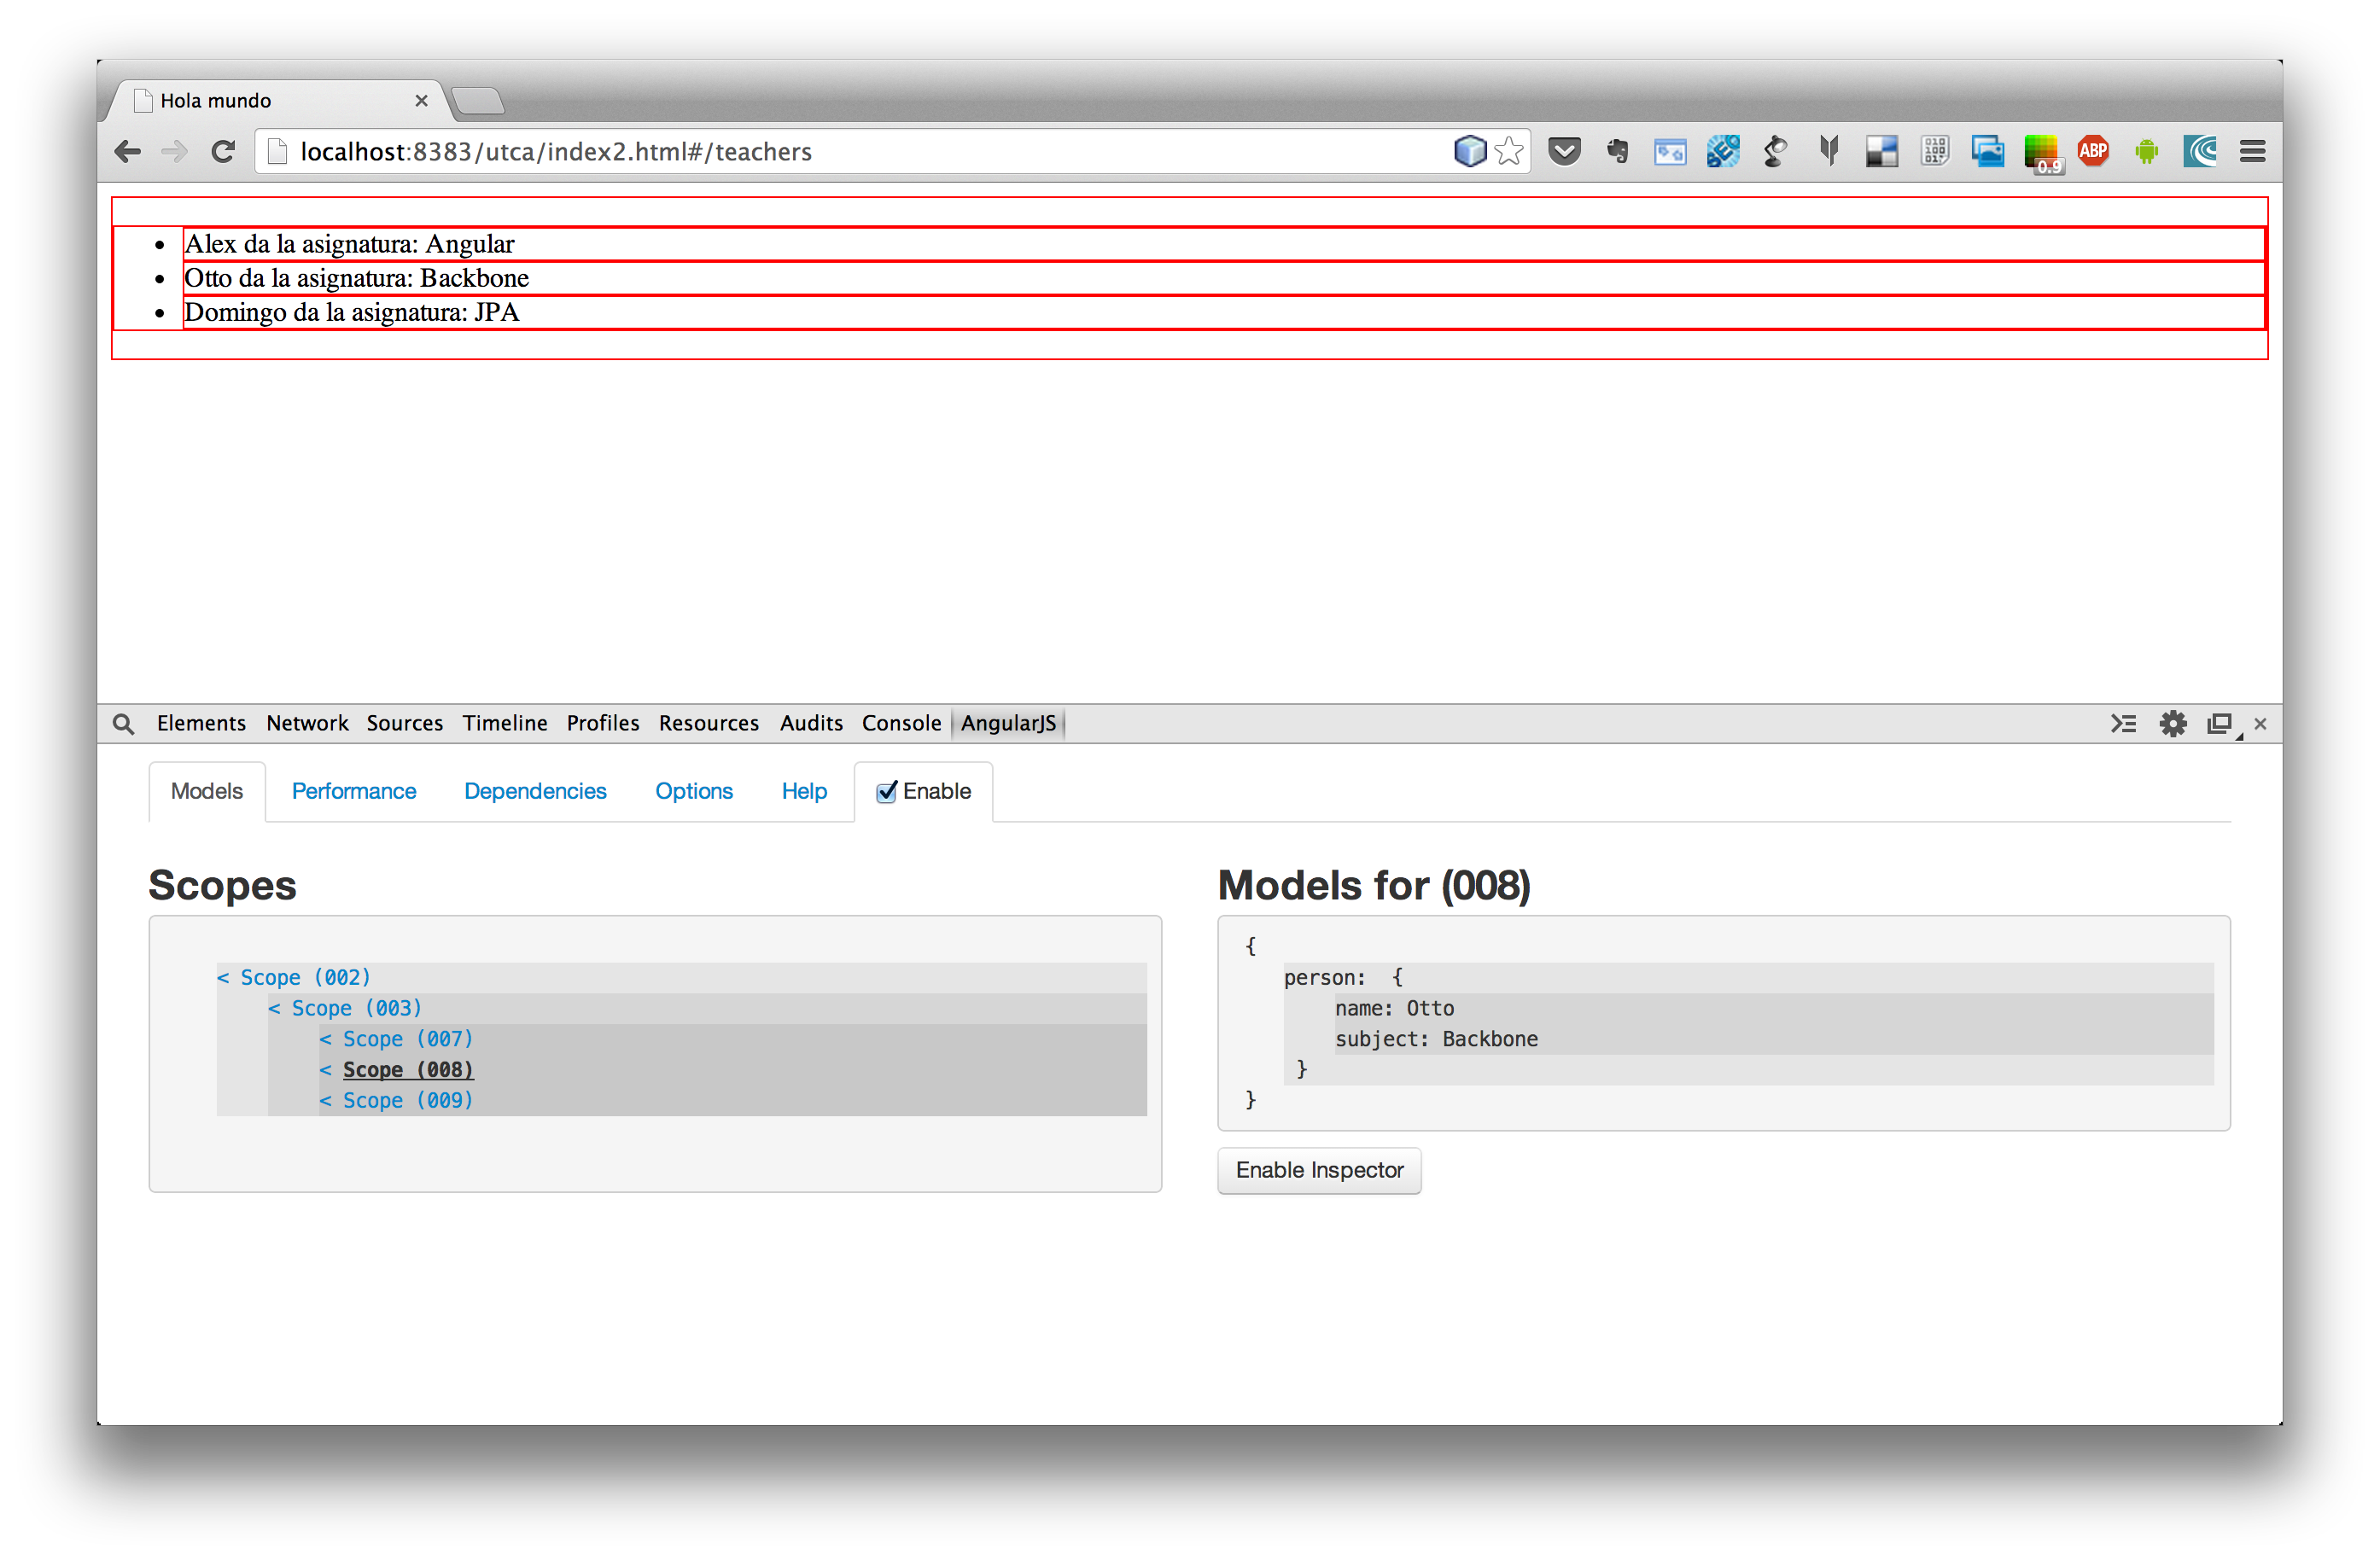 Hola mundo
localhost:8383/utca/index2.html#/teachers
0.9
ABP
Alex da la asignatura: Angular
Otto da la asignatura: Backbone
Domingo da la asignatura: JPA
Elements Network Sources Timeline Profiles Resources Audits Console AngularJS
Models Performance Dependencies Options Help Enable
Scopes
< Scope (002)
< Scope (003)
< Scope (007)
< Scope (008)
< Scope (009)
Models for (008)
{
person: {
name: Otto
subject: Backbone
}
}
Enable Inspector